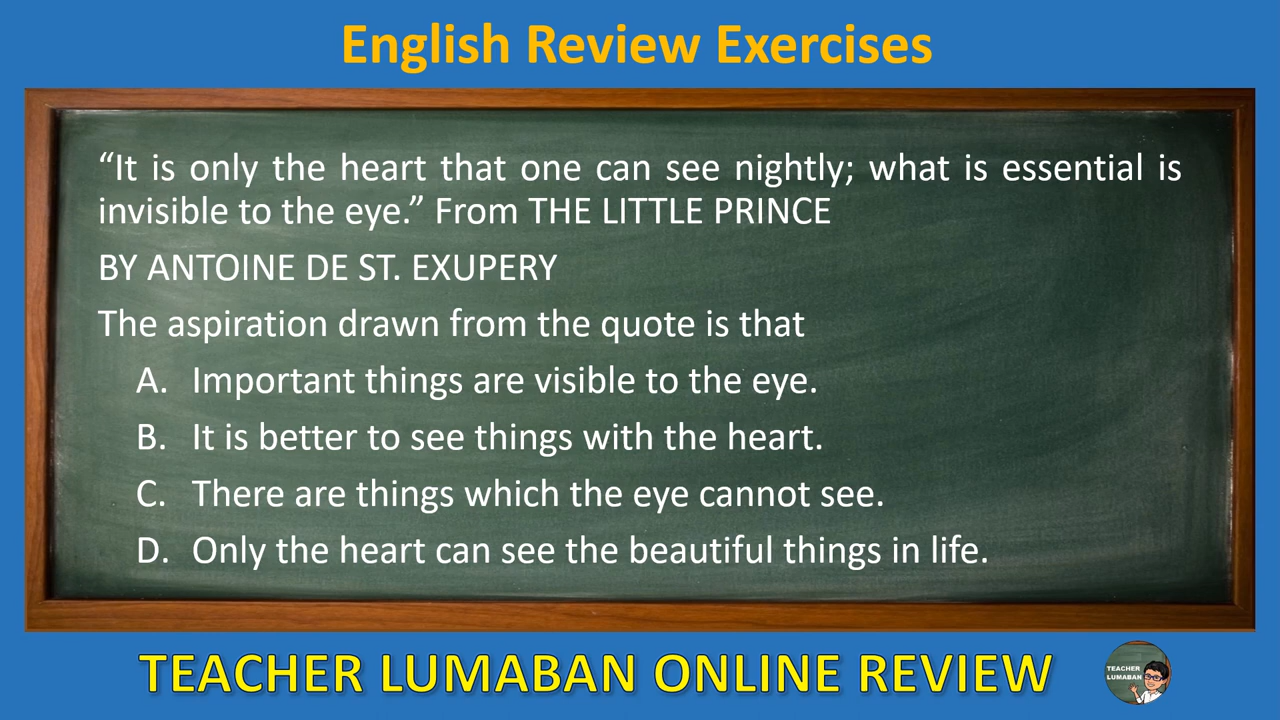 English Review Exercises
“It is only the heart that one can see nightly; what is essential is
invisible to the eye.” From THE LITTLE PRINCE
BY ANTOINE DE ST. EXUPERY
The aspiration drawn from the quote is that
A. Important things are visible to the eye.
B. It is better to see things with the heart.
C. There are things which the eye cannot see.
D. Only the heart can see the beautiful things in life.
TEACHER LUMABAN ONLINE REVIEW
TEACHER
LUMABAN